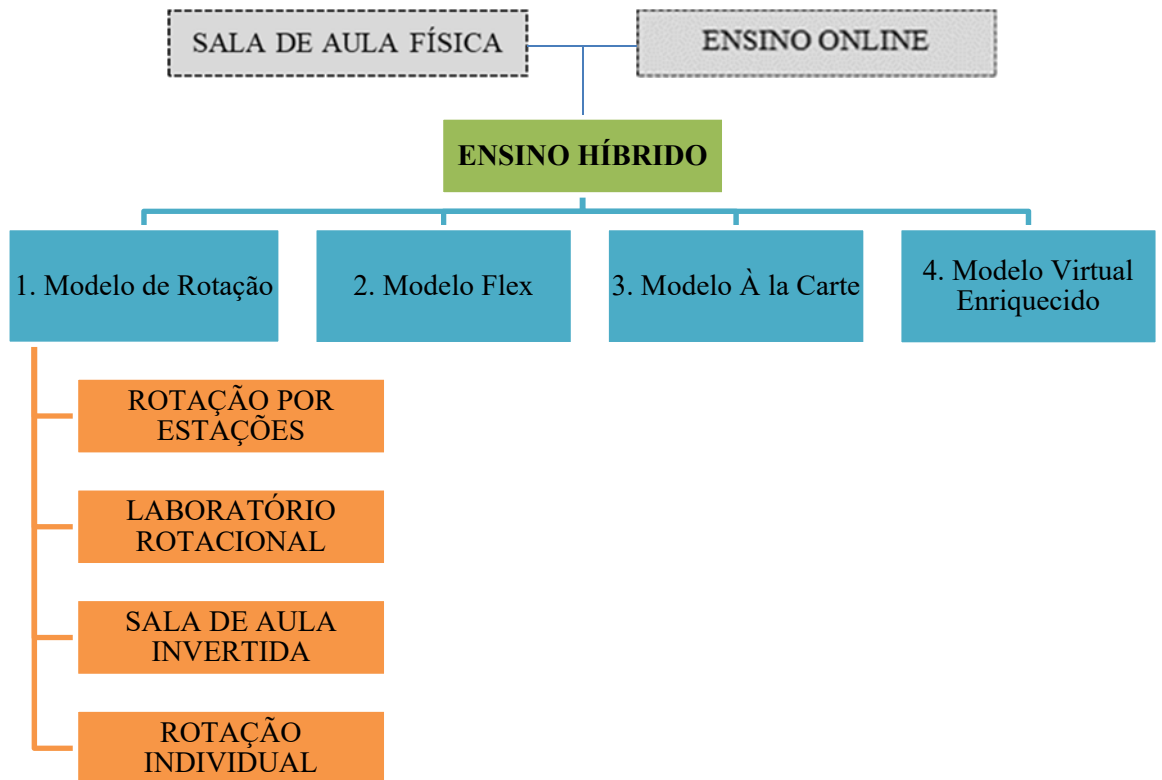 SALA DE AULA FÍSICA
ENSINO ONLINE
ENSINO HÍBRIDO
1. Modelo de Rotação
2. Modelo Flex
3. Modelo À la Carte
4. Modelo Virtual
Enriquecido
ROTAÇÃO POR
ESTAÇÕES
LABORATÓRIO
ROTACIONAL
SALA DE AULA
INVERTIDA
ROTAÇÃO
INDIVIDUAL